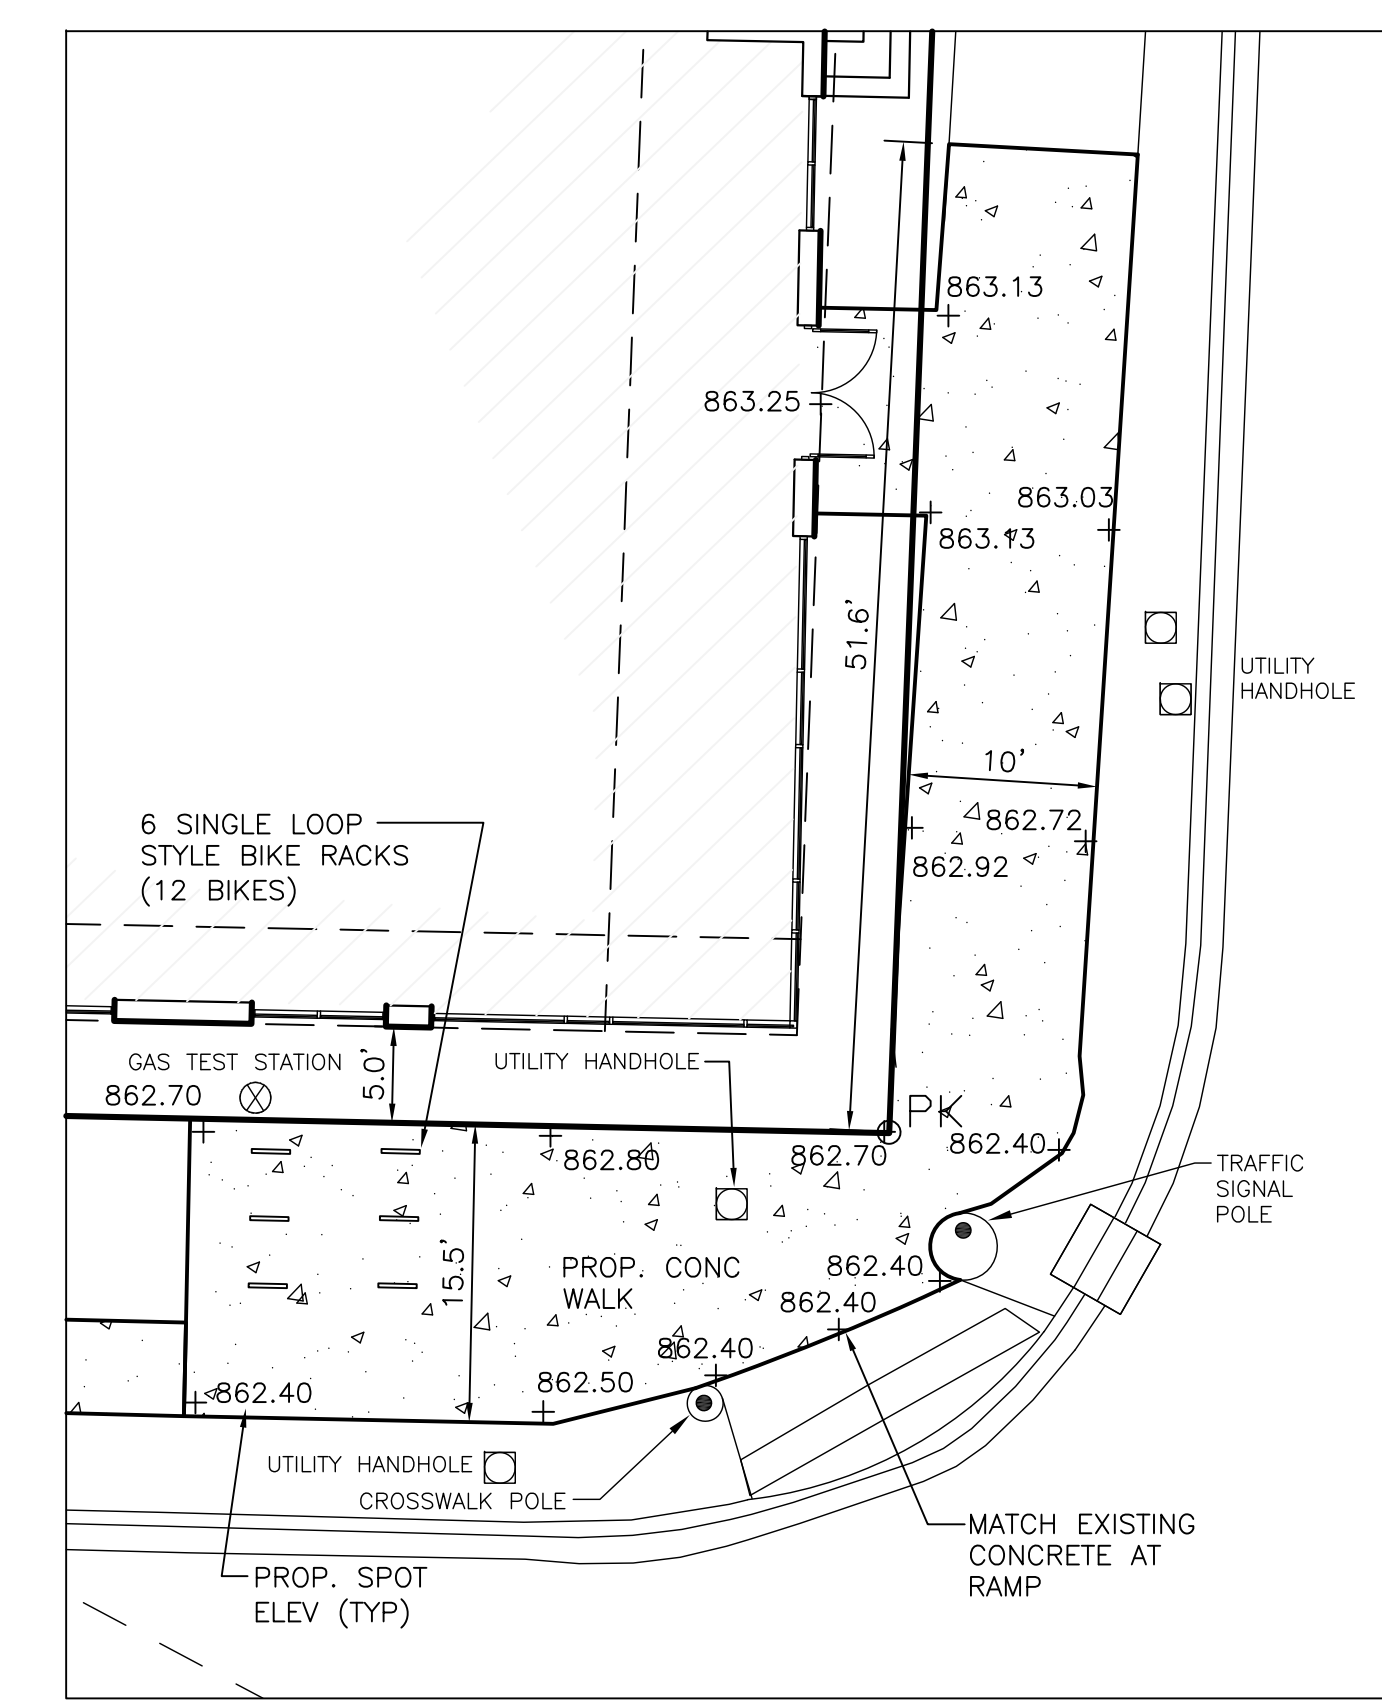 863.13
863.25
863.03
863.13
51.6'
UTILITY
HANDHOLE
10'
6 SINGLE LOOP
STYLE BIKE RACKS
(12 BIKES)
862.72
862.92
GAS TEST STATION
862.70
5.0'
UTILITY HANDHOLE
PK
862.80
862.70
862.40
TRAFFIC
SIGNAL
POLE
15.5'
PROP. CONC
WALK
862.40
862.40
862.40
862.50
862.40
UTILITY HANDHOLE
CROSSWALK POLE
MATCH EXISTING
CONCRETE AT
RAMP
PROP. SPOT
ELEV (TYP)